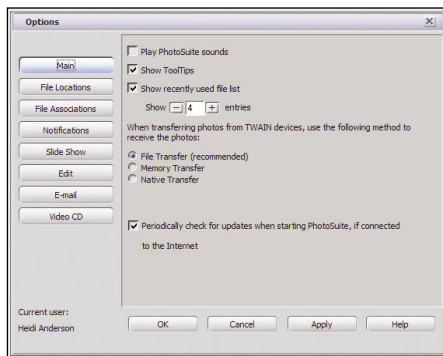 Options
Main
File Locations
File Associations
Notifications
Slide Show
Edit
E-mail
Video CD
Play PhotoSuite sounds
Show ToolTips
Show recently used file list
Show 4 entries
When transferring photos from TWAIN devices, use the following method to
receive the photos:
File Transfer (recommended)
Memory Transfer
Native Transfer
Periodically check for updates when starting PhotoSuite, if connected
to the Internet
Current user:
Heidi Anderson
OK
Cancel
Apply
Help